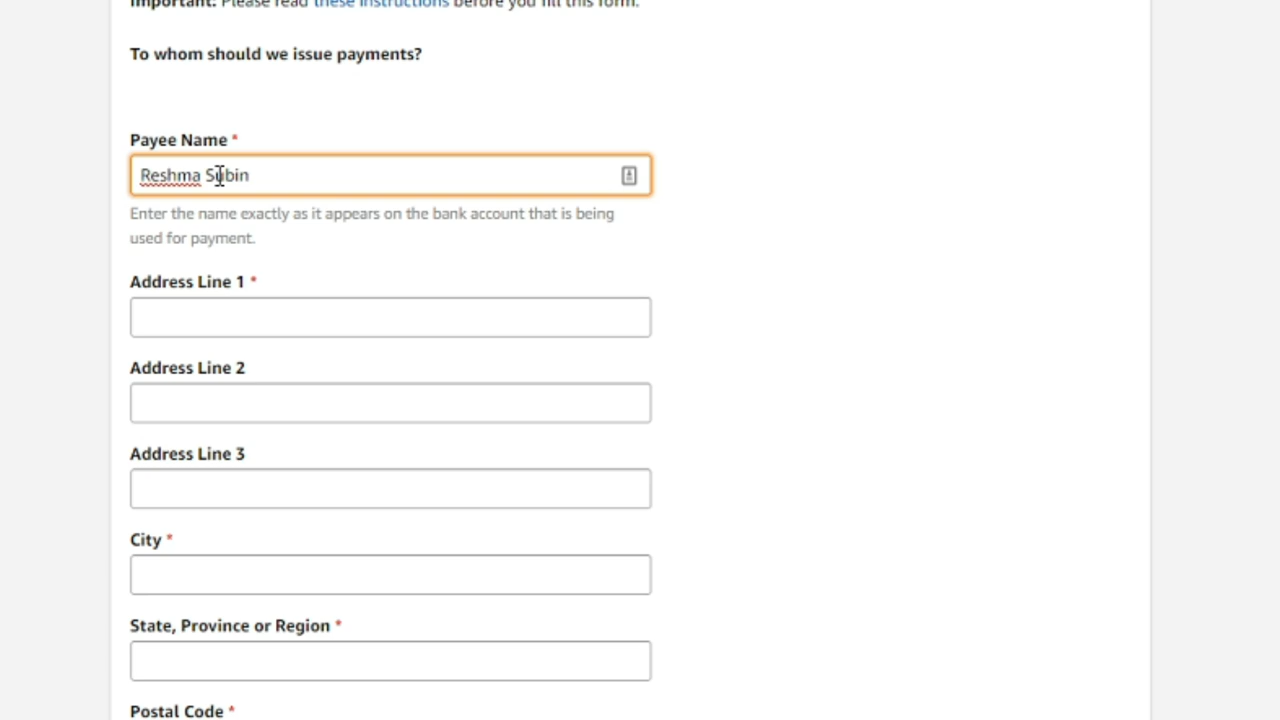 Important: Please read these instructions before you fill this form.
To whom should we issue payments?
Payee Name *
Reshma Subin
Enter the name exactly as it appears on the bank account that is being
used for payment.
Address Line 1 *
Address Line 2
Address Line 3
City *
State, Province or Region *
Postal Code *